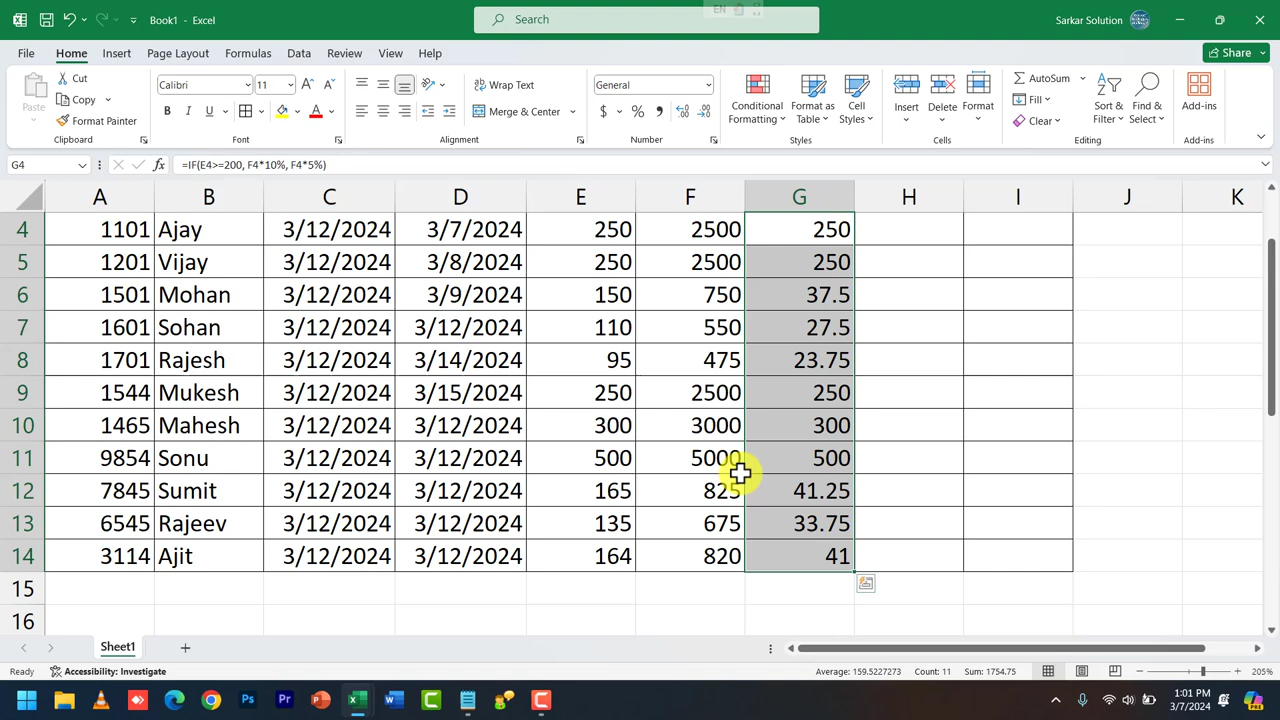 EN
Book1 - Excel
Search
Sarkar Solution
File Home Insert Page Layout Formulas Data Review View Help
Share
Paste
Cut
Copy
Format Painter
Clipboard
Calibri 11
B I U
Font
Wrap Text
Merge & Center
Alignment
General
$ % ,
Number
Conditional Formatting
Format as Table
Cell Styles
Styles
Insert Delete Format
Cells
AutoSum
Fill
Clear
Sort & Filter
Find & Select
Editing
Add-ins
Add-ins
G4
fx =IF(E4>=200, F4*10%, F4*5%)
A B C D E F G H I J K
4 1101 Ajay 3/12/2024 3/7/2024 250 2500 250
5 1201 Vijay 3/12/2024 3/8/2024 250 2500 250
6 1501 Mohan 3/12/2024 3/9/2024 150 750 37.5
7 1601 Sohan 3/12/2024 3/12/2024 110 550 27.5
8 1701 Rajesh 3/12/2024 3/14/2024 95 475 23.75
9 1544 Mukesh 3/12/2024 3/15/2024 250 2500 250
10 1465 Mahesh 3/12/2024 3/12/2024 300 3000 300
11 9854 Sonu 3/12/2024 3/12/2024 500 5000 500
12 7845 Sumit 3/12/2024 3/12/2024 165 825 41.25
13 6545 Rajeev 3/12/2024 3/12/2024 135 675 33.75
14 3114 Ajit 3/12/2024 3/12/2024 164 820 41
15
16
Sheet1
Ready Accessibility: Investigate Average: 159.5227273 Count: 11 Sum: 1754.75 205%
1:01 PM
3/7/2024